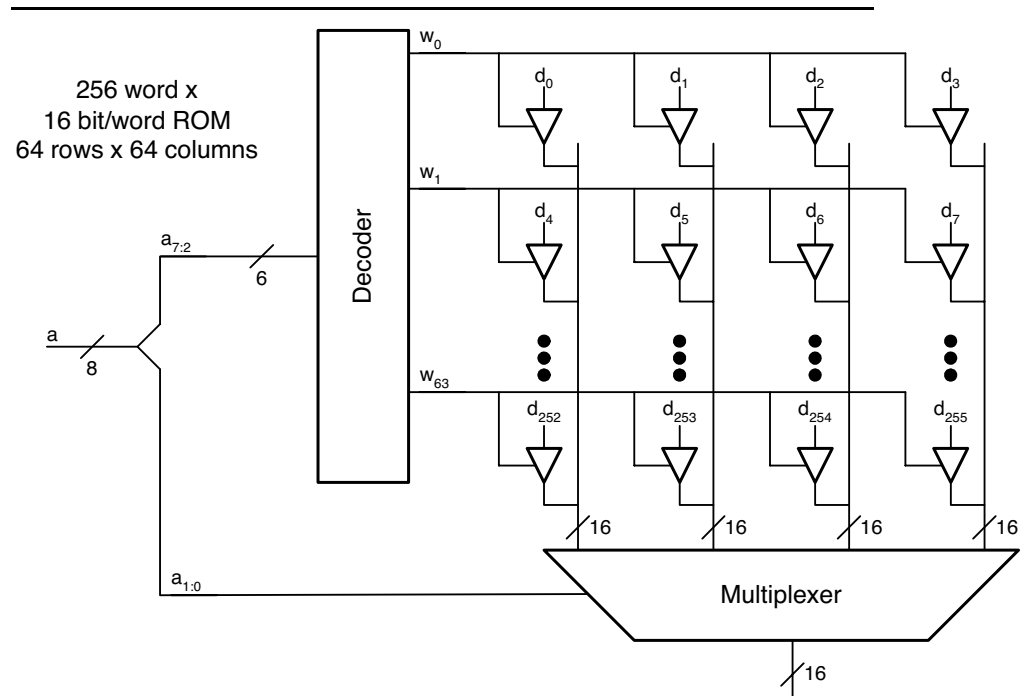 256 word x
16 bit/word ROM
64 rows x 64 columns
Decoder
w0
d0 d1 d2 d3
w1
d4 d5 d6 d7
a7:2
6
a
8
w63
d252 d253 d254 d255
16 16 16 16
a1:0
Multiplexer
16